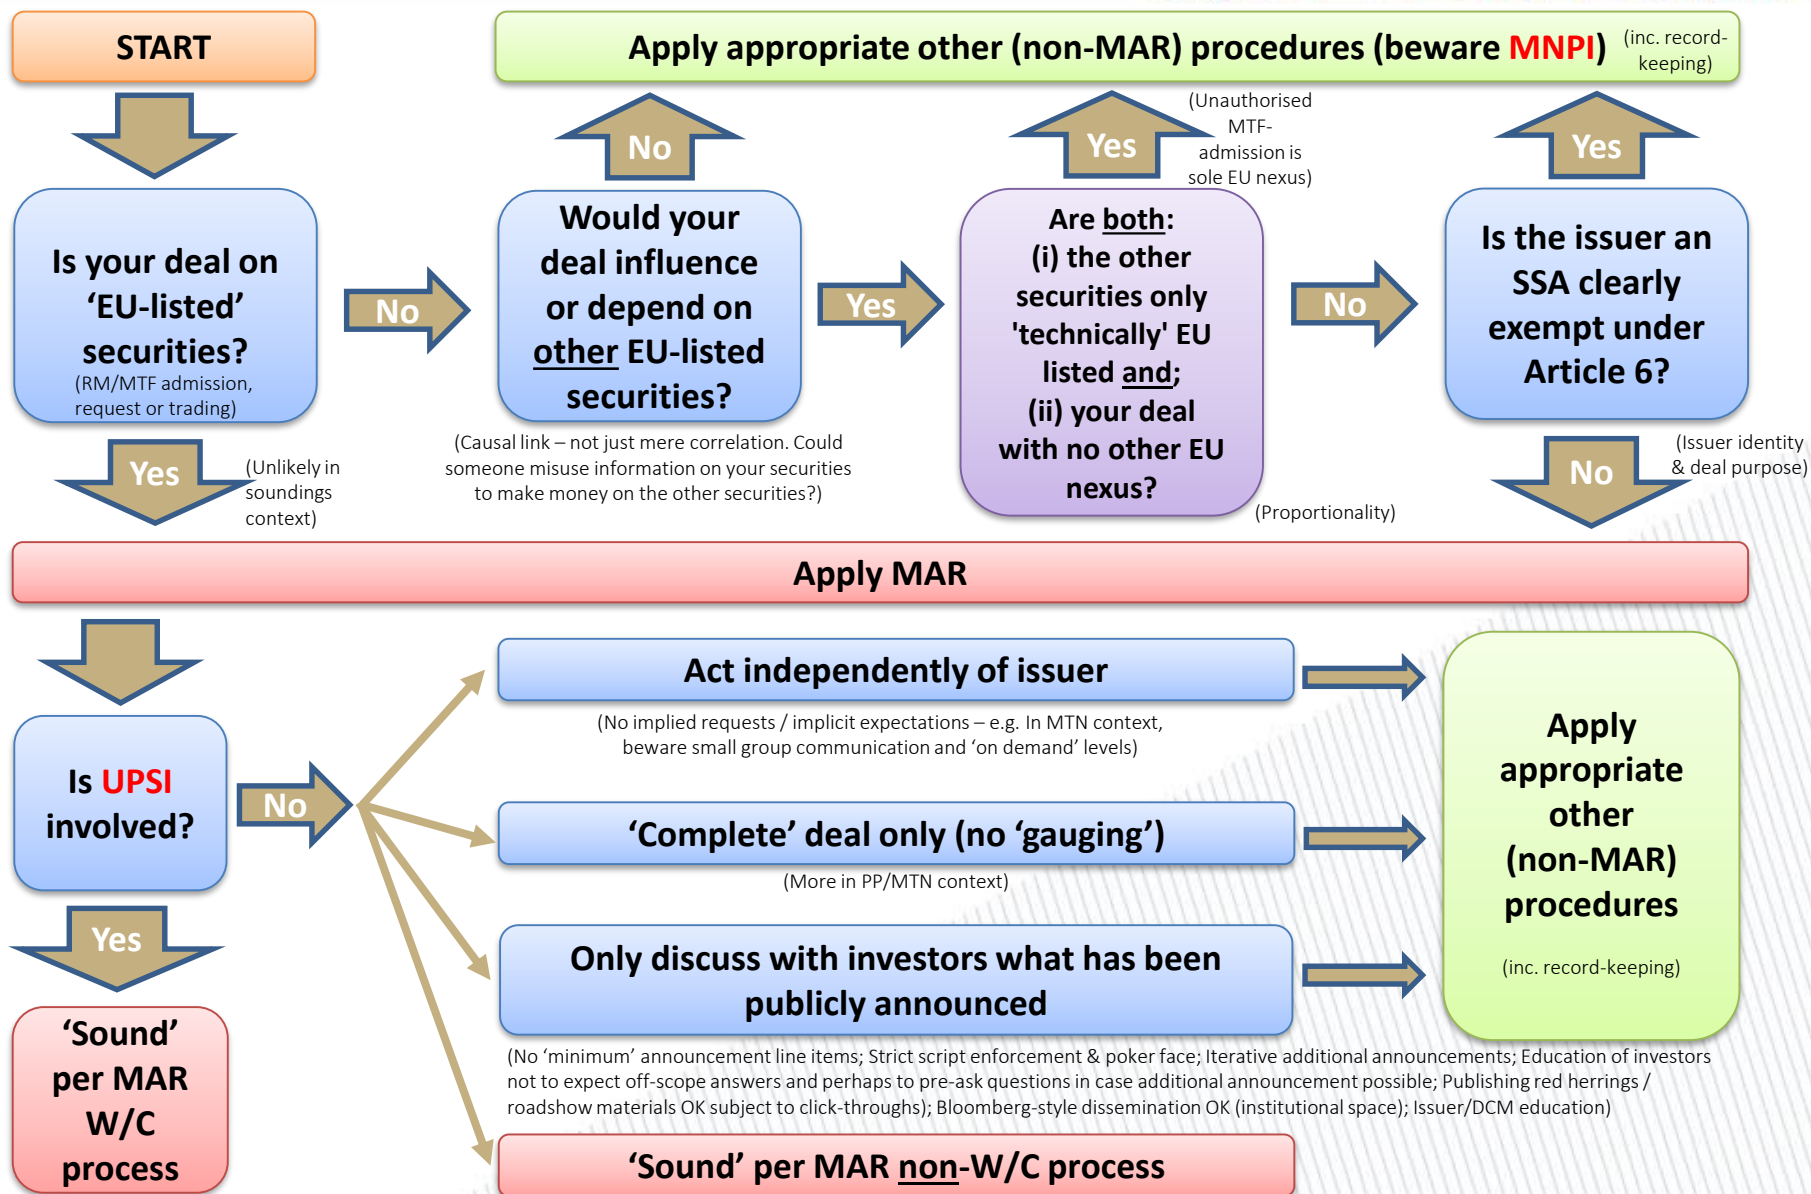 START
Apply appropriate other (non-MAR) procedures (beware MNPI)
(inc. record-
keeping)
No
Yes
(Unauthorised
MTF-
admission is
sole EU nexus)
Yes
Is your deal on
‘EU-listed’
securities?
(RM/MTF admission,
request or trading)
No
Would your
deal influence
or depend on
other EU-listed
securities?
(Causal link – not just mere correlation. Could
someone misuse information on your securities
to make money on the other securities?)
Yes
Are both:
(i) the other
securities only
'technically' EU
listed and;
(ii) your deal
with no other EU
nexus?
(Proportionality)
No
Is the issuer an
SSA clearly
exempt under
Article 6?
Yes
(Unlikely in
soundings
context)
No
(Issuer identity
& deal purpose)
Apply MAR
Is UPSI
involved?
No
Yes
‘Sound’
per MAR
W/C
process
Act independently of issuer
(No implied requests / implicit expectations – e.g. In MTN context,
beware small group communication and ‘on demand’ levels)
‘Complete’ deal only (no ‘gauging’)
(More in PP/MTN context)
Only discuss with investors what has been
publicly announced
(No ‘minimum’ announcement line items; Strict script enforcement & poker face; Iterative additional announcements; Education of investors
not to expect off-scope answers and perhaps to pre-ask questions in case additional announcement possible; Publishing red herrings /
roadshow materials OK subject to click-throughs); Bloomberg-style dissemination OK (institutional space); Issuer/DCM education)
‘Sound’ per MAR non-W/C process
Apply
appropriate
other
(non-MAR)
procedures
(inc. record-keeping)